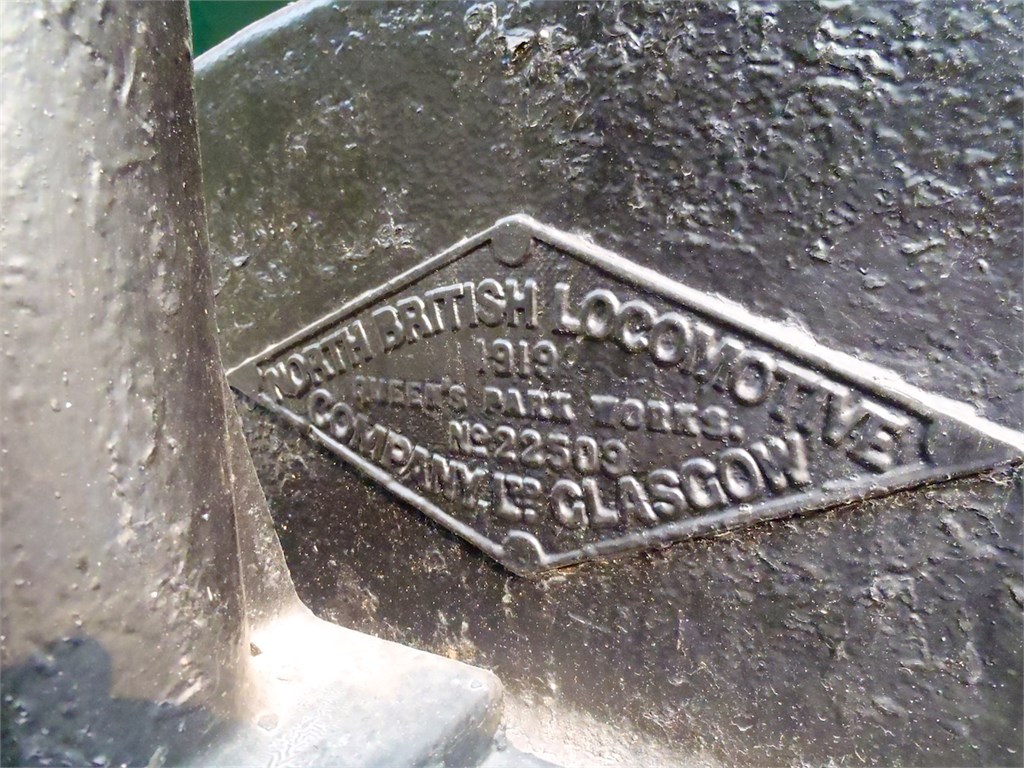 NORTH BRITISH LOCOMOTIVE
1919
QUEEN'S PARK WORKS.
No 22509
COMPANY, LTD GLASGOW